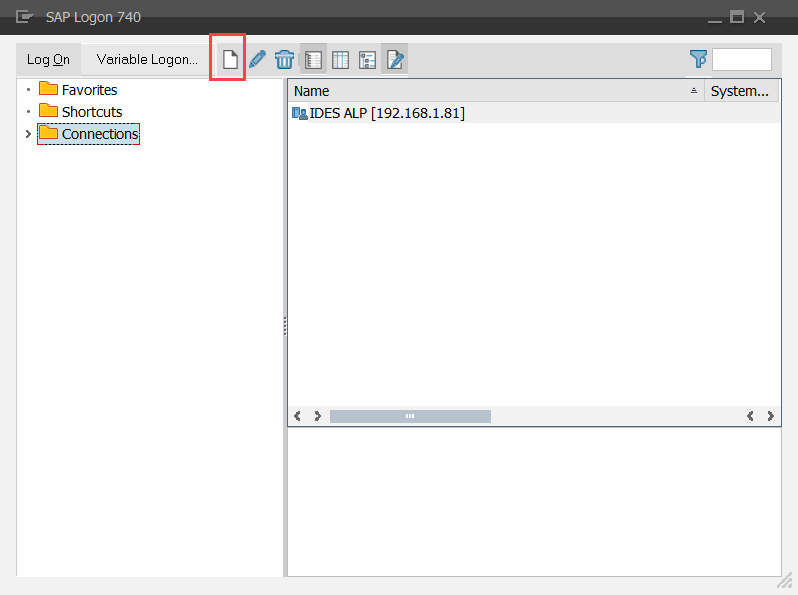 SAP Logon 740
Log On Variable Logon...
Favorites
Shortcuts
Connections
Name System...
IDES ALP [192.168.1.81]